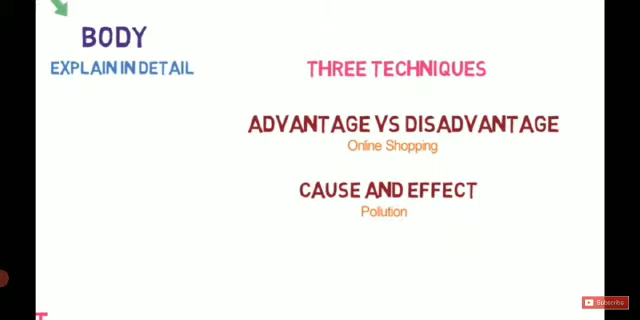 BODY
EXPLAIN IN DETAIL
THREE TECHNIQUES
ADVANTAGE VS DISADVANTAGE
Online Shopping
CAUSE AND EFFECT
Pollution
Subscribe